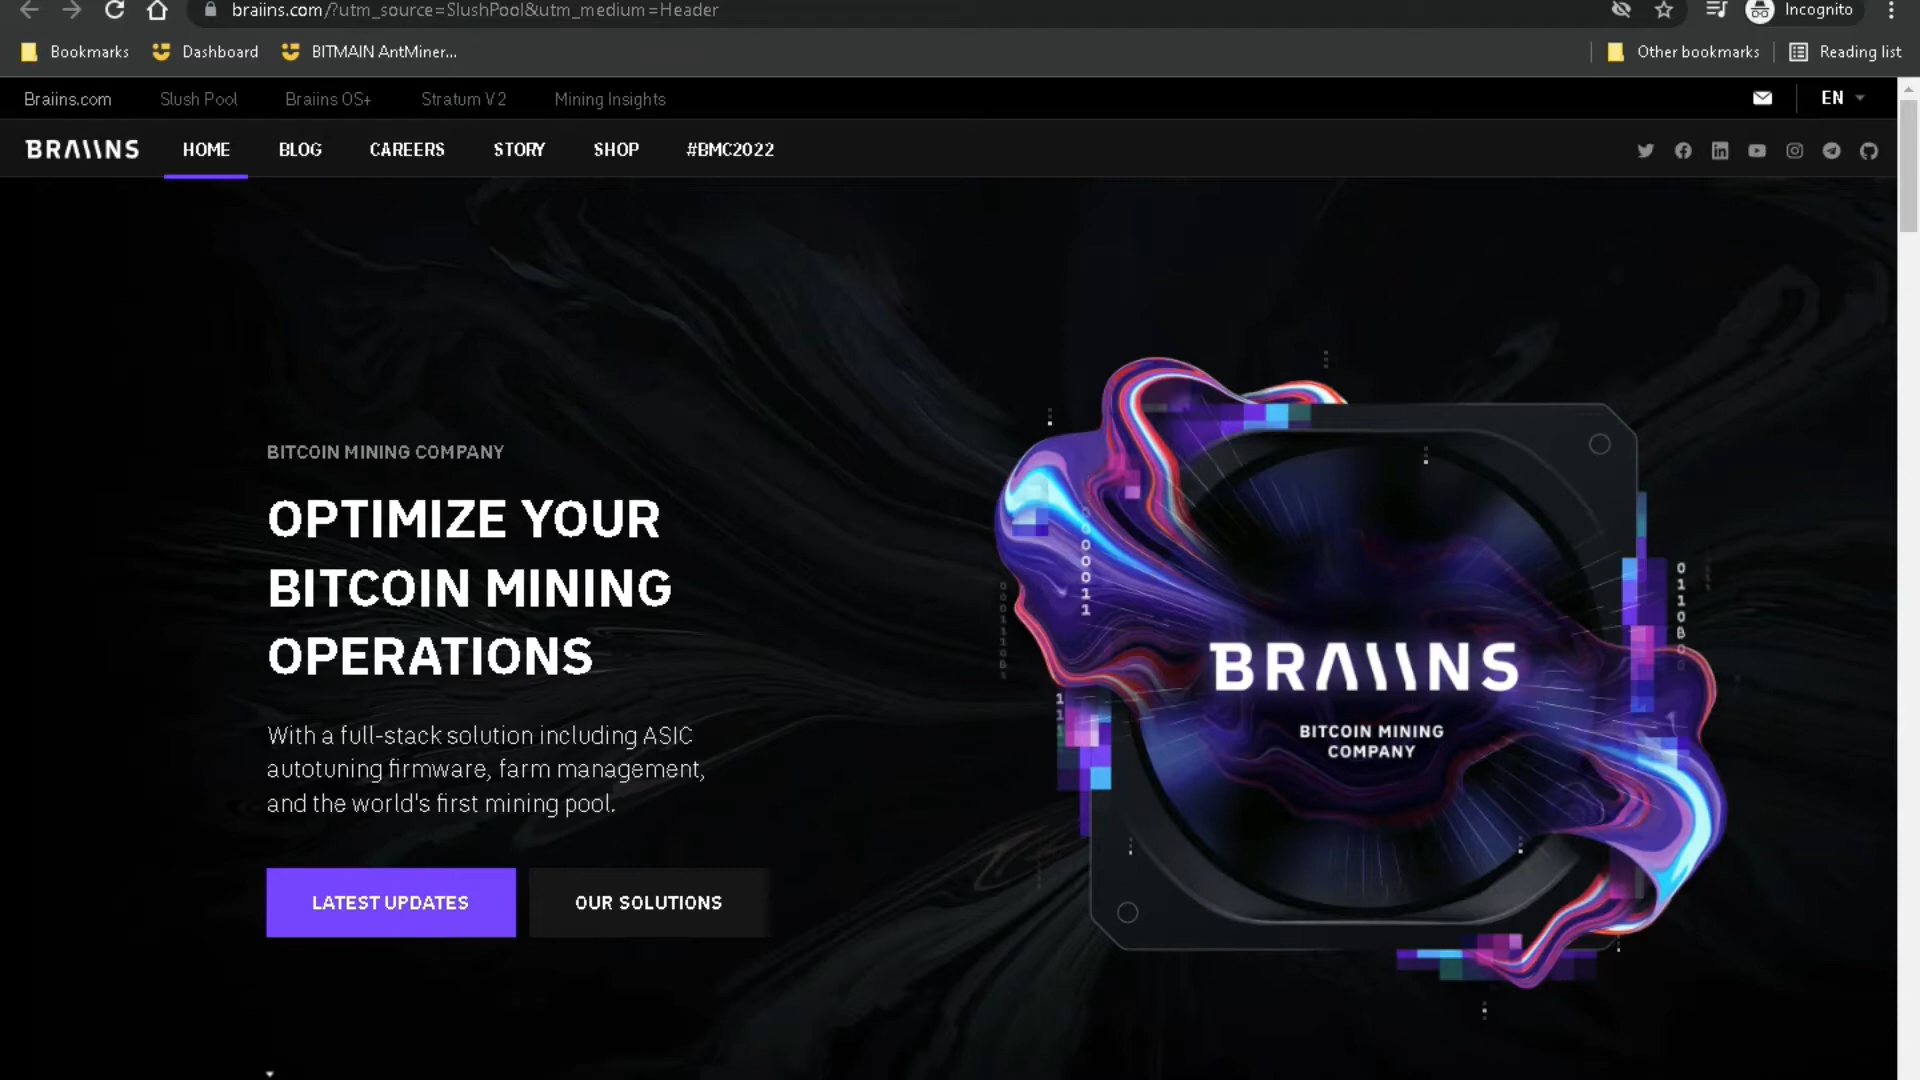 braiins.com/?utm_source=SlushPool&utm_medium=Header
Incognito
Bookmarks
Dashboard
BITMAIN AntMiner...
Other bookmarks
Reading list
Braiins.com
Slush Pool
Braiins OS+
Stratum V2
Mining Insights
EN
BRAIINS
HOME
BLOG
CAREERS
STORY
SHOP
#BMC2022
BITCOIN MINING COMPANY
OPTIMIZE YOUR
BITCOIN MINING
OPERATIONS
With a full-stack solution including ASIC
autotuning firmware, farm management,
and the world's first mining pool.
LATEST UPDATES
OUR SOLUTIONS
BRAIINS
BITCOIN MINING
COMPANY